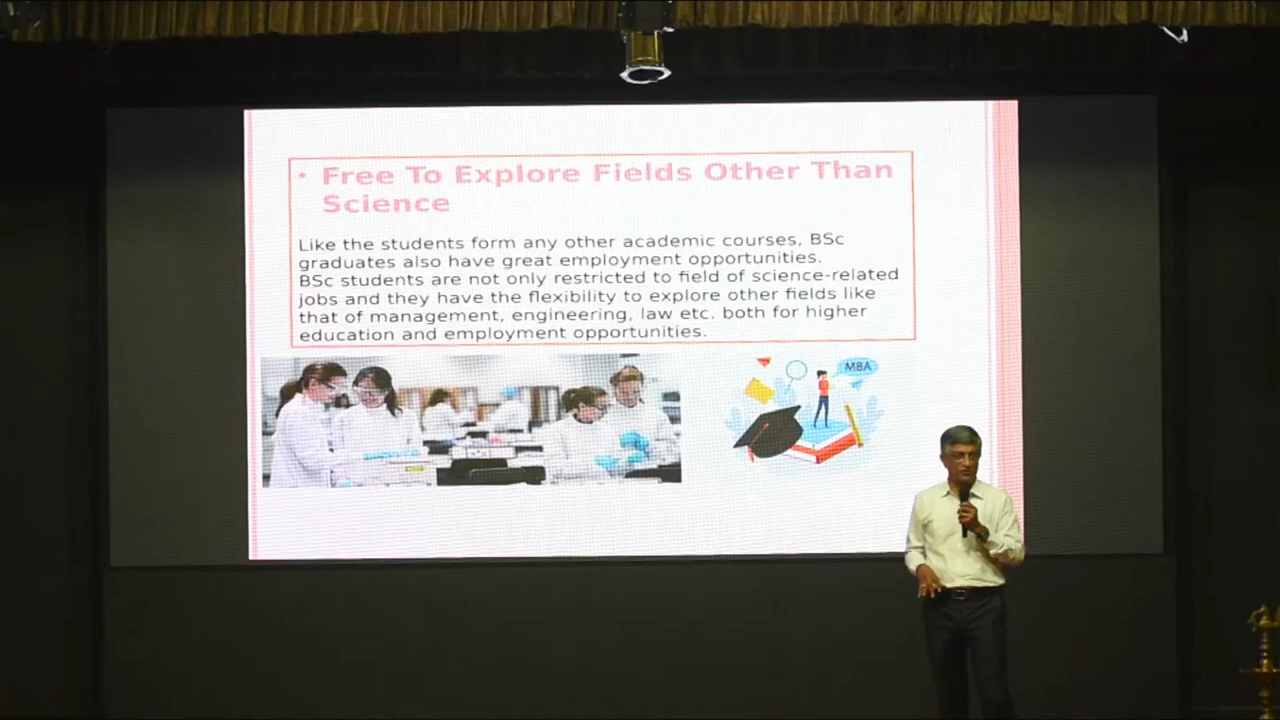 • Free To Explore Fields Other Than
Science
Like the students form any other academic courses, BSc
graduates also have great employment opportunities.
BSc students are not only restricted to field of science-related
jobs and they have the flexibility to explore other fields like
that of management, engineering, law etc. both for higher
education and employment opportunities.
MBA